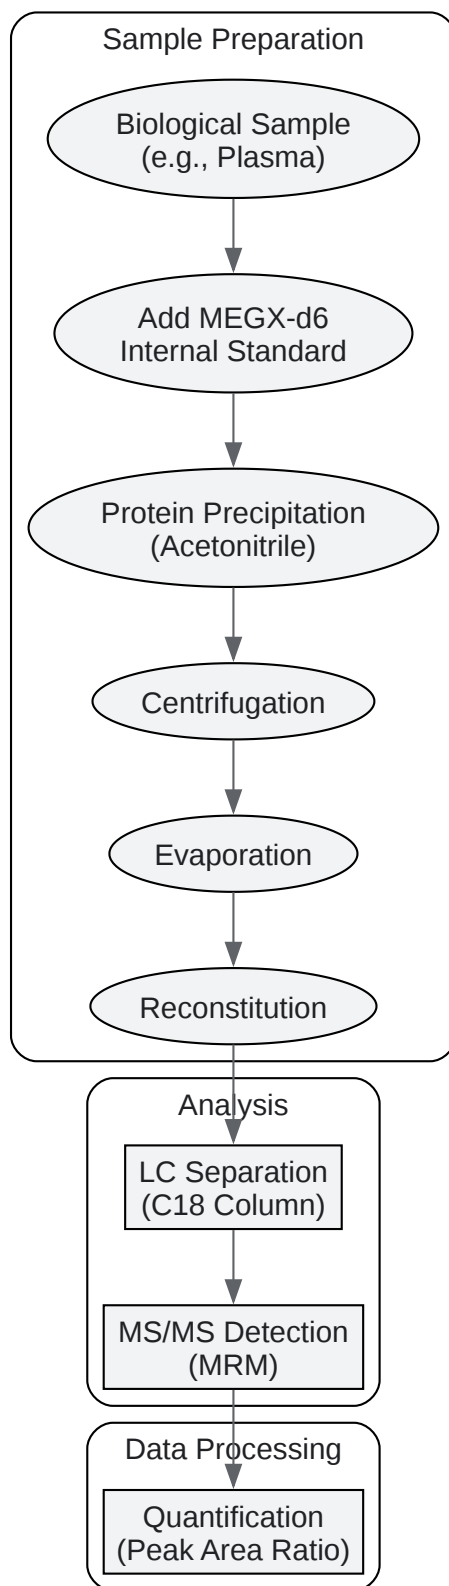 Sample Preparation
Biological Sample
(e.g., Plasma)
Add MEGX-d6
Internal Standard
Protein Precipitation
(Acetonitrile)
Centrifugation
Evaporation
Reconstitution
Analysis
LC Separation
(C18 Column)
MS/MS Detection
(MRM)
Data Processing
Quantification
(Peak Area Ratio)